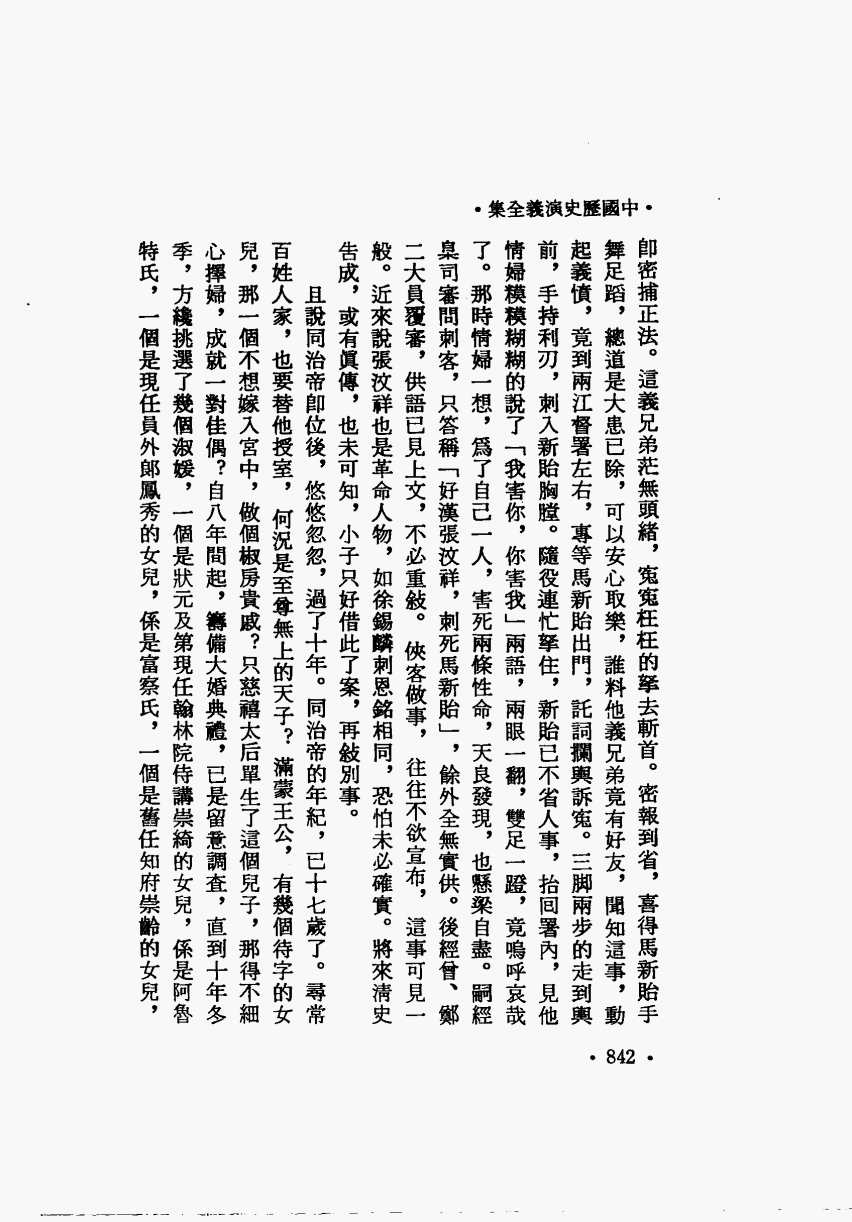 ·中國歷史演義全集·
卽密捕正法。這義兄弟茫無頭緒，寃寃枉枉的拏去斬首。密報到省，喜得馬新貽手
舞足蹈，總道是大患已除，可以安心取樂，誰料他義兄弟竟有好友，聞知這事，動
起義憤，竟到兩江督署左右，專等馬新貽出門，託詞攔輿訴寃。三脚兩步的走到輿
前，手持利刃，刺入新貽胸膛。隨役連忙拏住，新貽已不省人事，抬回署內，見他
情婦糢糢糊糊的說了「我害你，你害我」兩語，兩眼一翻，雙足一蹬，竟嗚呼哀哉
了。那時情婦一想，爲了自己一人，害死兩條性命，天良發現，也懸梁自盡。嗣經
臬司審問刺客，只答稱「好漢張汶祥，刺死馬新貽」，餘外全無實供。後經曾、鄭
二大員覆審，供語已見上文，不必重敍。俠客做事，往往不欲宣布，這事可見一
般。近來說張汶祥也是革命人物，如徐錫麟刺恩銘相同，恐怕未必確實。將來淸史
告成，或有眞傳，也未可知，小子只好借此了案，再敍別事。
且說同治帝卽位後，悠悠忽忽，過了十年。同治帝的年紀，已十七歲了。尋常
百姓人家，也要替他授室，何況是至尊無上的天子？滿蒙王公，有幾個待字的女
兒，那一個不想嫁入宮中，做個椒房貴戚？只慈禧太后單生了這個兒子，那得不細
心擇婦，成就一對佳偶？自八年間起，籌備大婚典禮，已是留意調查，直到十年冬
季，方纔挑選了幾個淑媛，一個是狀元及第現任翰林院侍講崇綺的女兒，係是阿魯
特氏，一個是現任員外郎鳳秀的女兒，係是富察氏，一個是舊任知府崇齡的女兒，
·842·